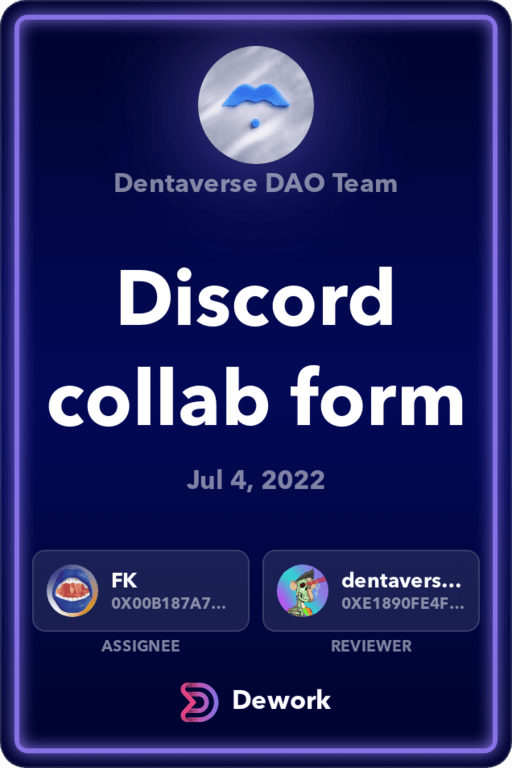 Dentaverse DAO Team
Discord
collab form
Jul 4, 2022
FK
0X00B187A7...
ASSIGNEE
dentavers...
0XE1890FE4F...
REVIEWER
Dework